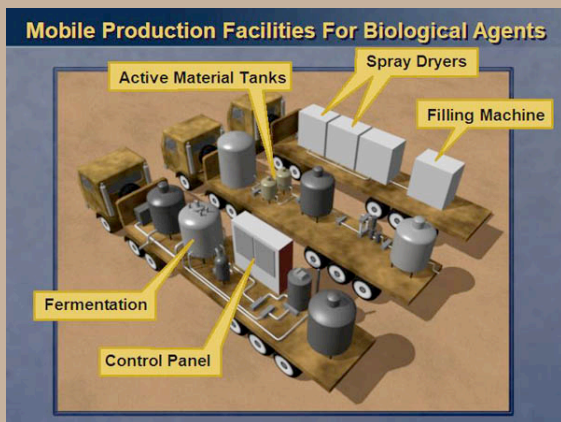 Mobile Production Facilities For Biological Agents
Active Material Tanks
Spray Dryers
Filling Machine
Fermentation
Control Panel